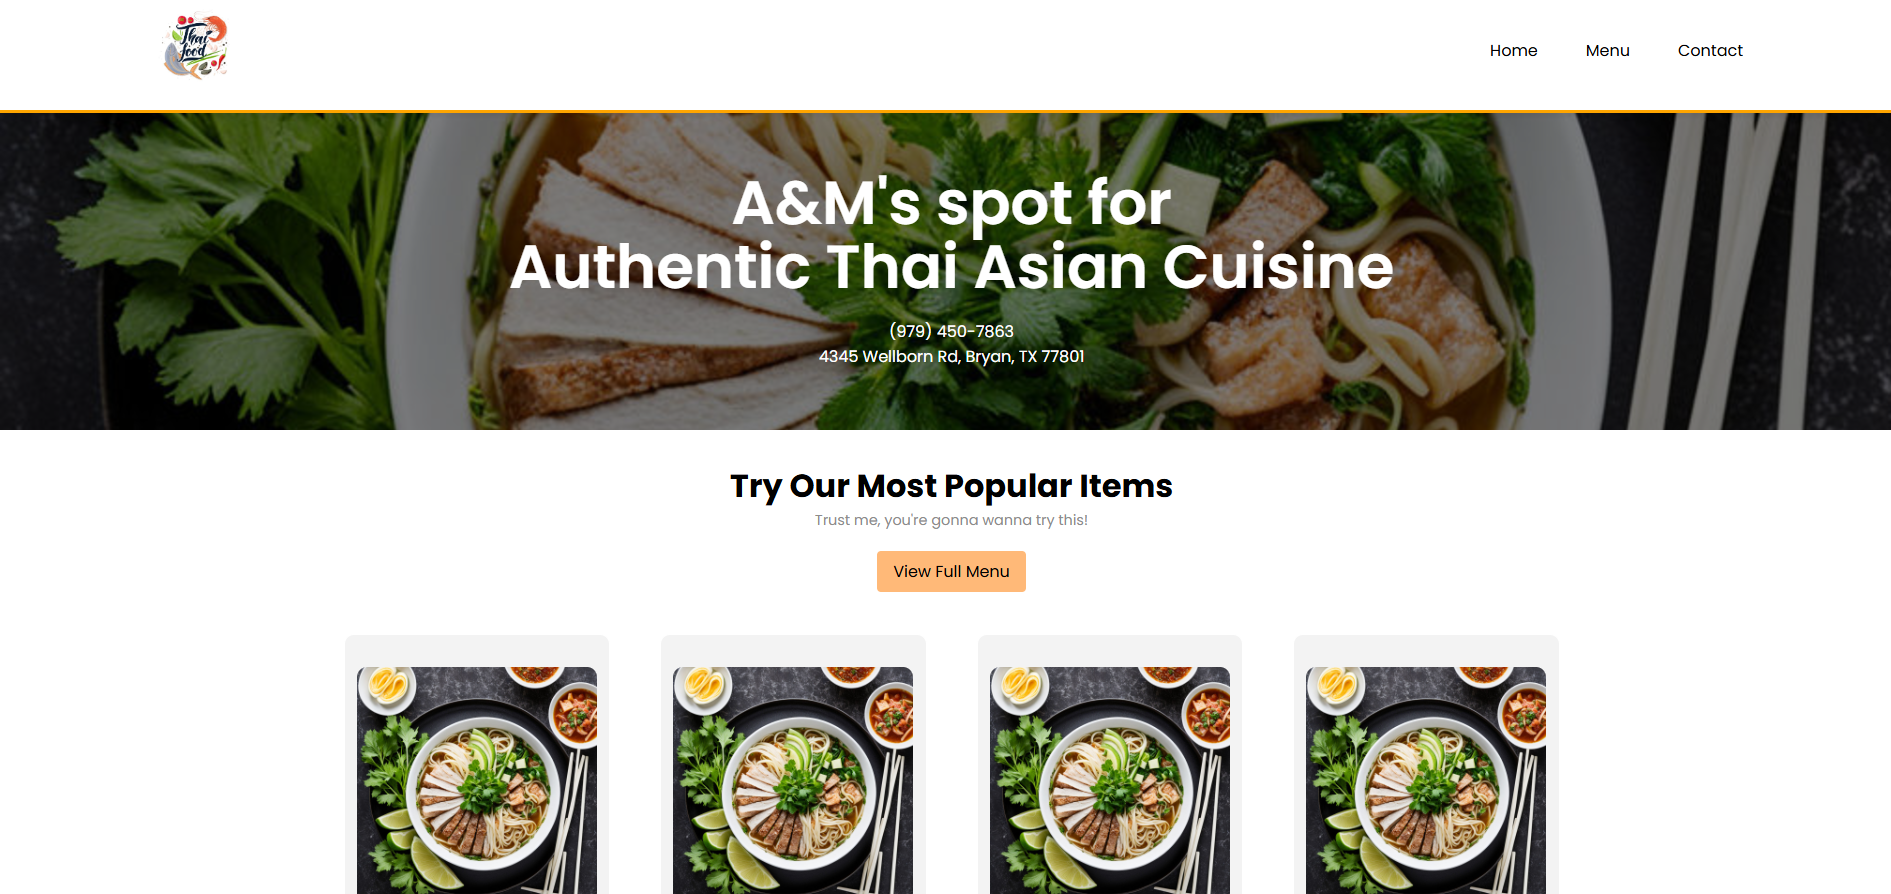 Thai
food
Home
Menu
Contact
A&M's spot for
Authentic Thai Asian Cuisine
(979) 450-7863
4345 Wellborn Rd, Bryan, TX 77801
Try Our Most Popular Items
Trust me, you're gonna wanna try this!
View Full Menu